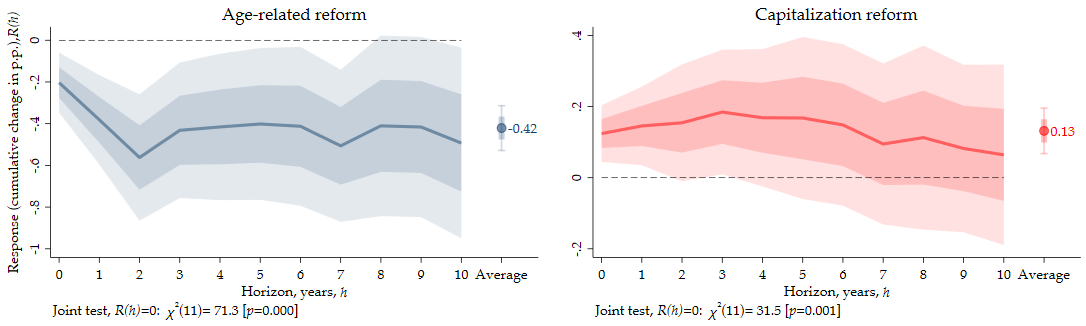 Age-related reform
Response (cumulative change in p.p.),R(h)
0
-.2
-.4
-.6
-.8
-1
-0.42
0 1 2 3 4 5 6 7 8 9 10 Average
Horizon, years, h
Joint test, R(h)=0: χ²(11)= 71.3 [p=0.000]
Capitalization reform
.4
.2
0
-.2
0.13
0 1 2 3 4 5 6 7 8 9 10 Average
Horizon, years, h
Joint test, R(h)=0: χ²(11)= 31.5 [p=0.001]